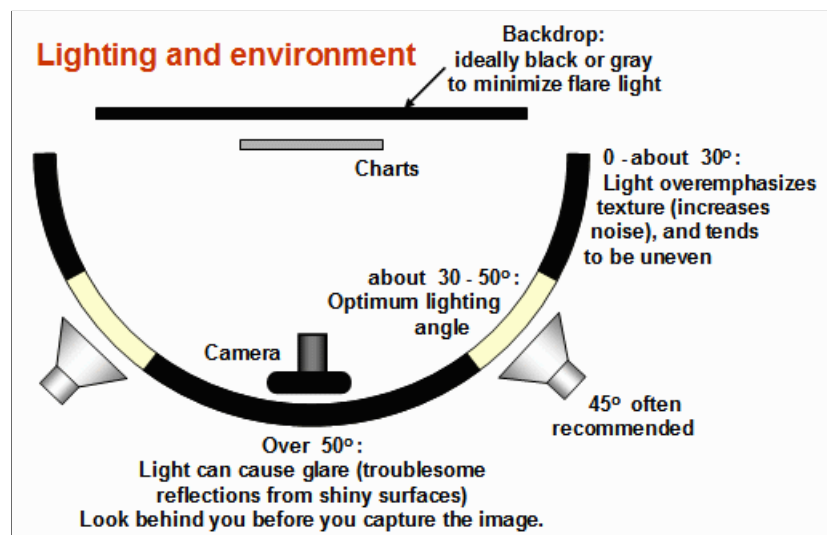 Lighting and environment
Backdrop:
ideally black or gray
to minimize flare light
Charts
0 - about 30º:
Light overemphasizes
texture (increases
noise), and tends
to be uneven
about 30 - 50º:
Optimum lighting
angle
Camera
45º often
recommended
Over 50º:
Light can cause glare (troublesome
reflections from shiny surfaces)
Look behind you before you capture the image.